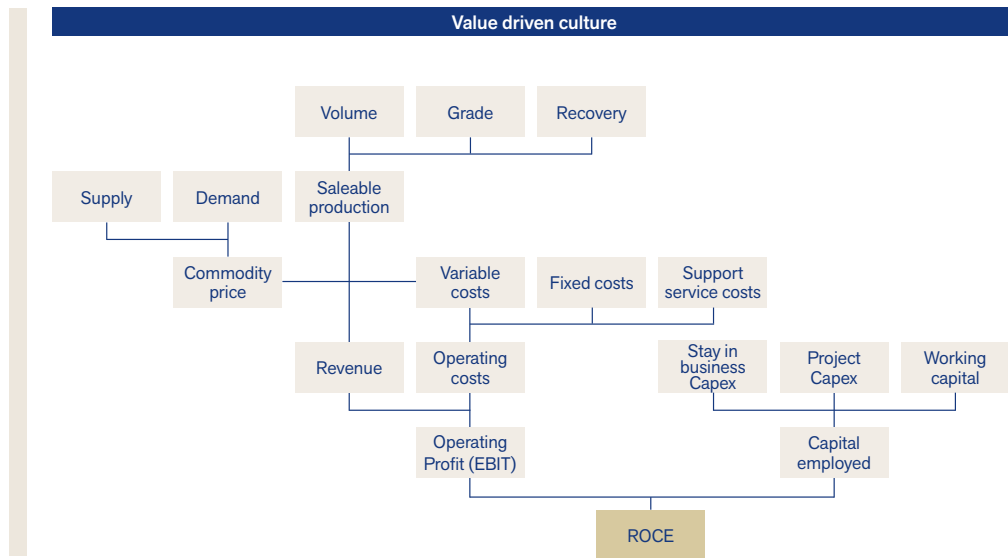 Value driven culture
Volume
Grade
Recovery
Supply
Demand
Saleable
production
Commodity
price
Variable
costs
Fixed costs
Support
service costs
Revenue
Operating
costs
Stay in
business
Capex
Project
Capex
Working
capital
Operating
Profit (EBIT)
Capital
employed
ROCE